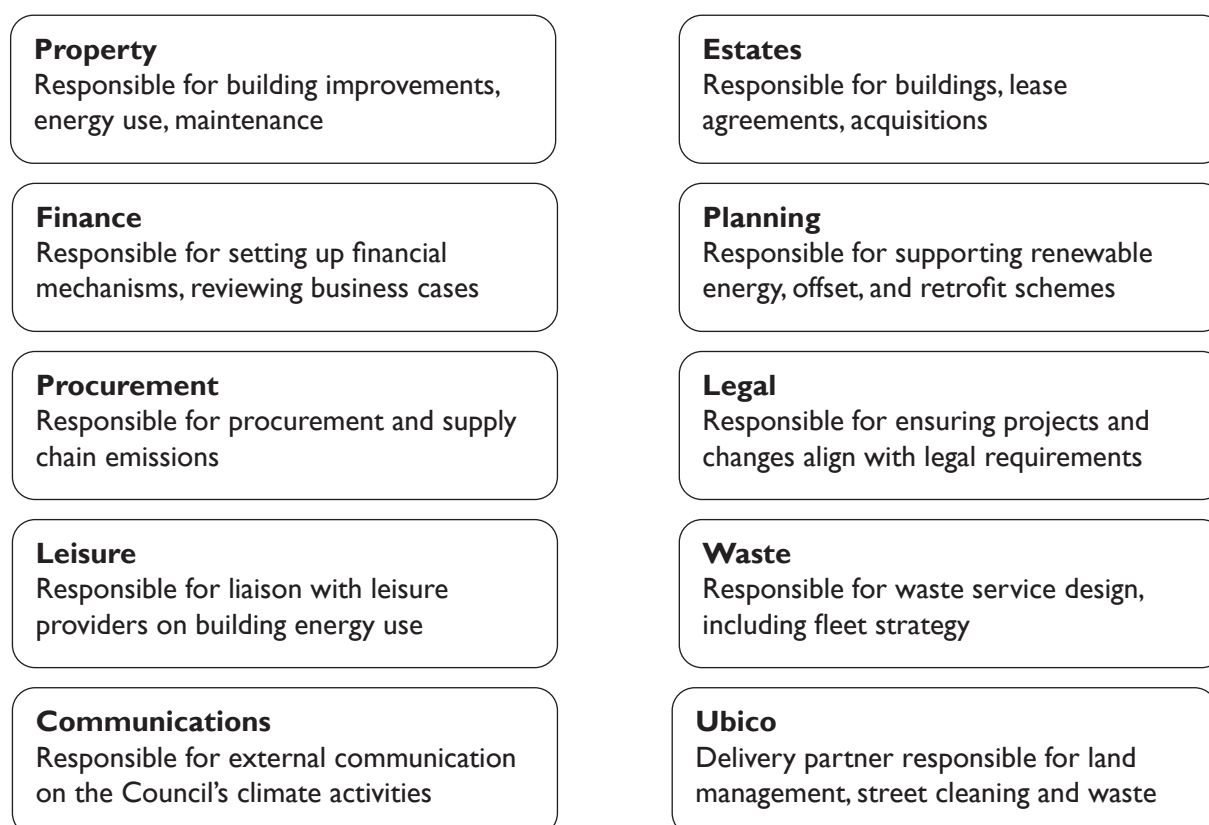 Property
Responsible for building improvements,
energy use, maintenance
Estates
Responsible for buildings, lease
agreements, acquisitions
Finance
Responsible for setting up financial
mechanisms, reviewing business cases
Planning
Responsible for supporting renewable
energy, offset, and retrofit schemes
Procurement
Responsible for procurement and supply
chain emissions
Legal
Responsible for ensuring projects and
changes align with legal requirements
Leisure
Responsible for liaison with leisure
providers on building energy use
Waste
Responsible for waste service design,
including fleet strategy
Communications
Responsible for external communication
on the Council’s climate activities
Ubico
Delivery partner responsible for land
management, street cleaning and waste